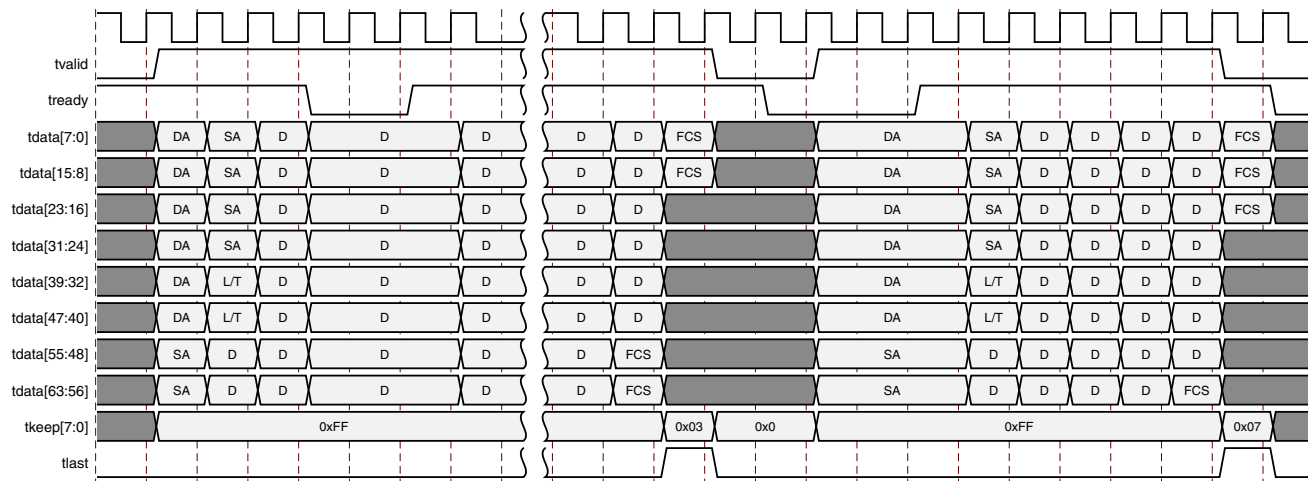 tvalid
tready
tdata[7:0] DA SA D D D D D FCS DA SA D D D D FCS
tdata[15:8] DA SA D D D D D FCS DA SA D D D D FCS
tdata[23:16] DA SA D D D D D DA SA D D D D FCS
tdata[31:24] DA SA D D D D D DA SA D D D D
tdata[39:32] DA L/T D D D D D DA L/T D D D D
tdata[47:40] DA L/T D D D D D DA L/T D D D D
tdata[55:48] SA D D D D D FCS SA D D D D D
tdata[63:56] SA D D D D D FCS SA D D D D FCS
tkeep[7:0] 0xFF 0x03 0x0 0xFF 0x07
tlast